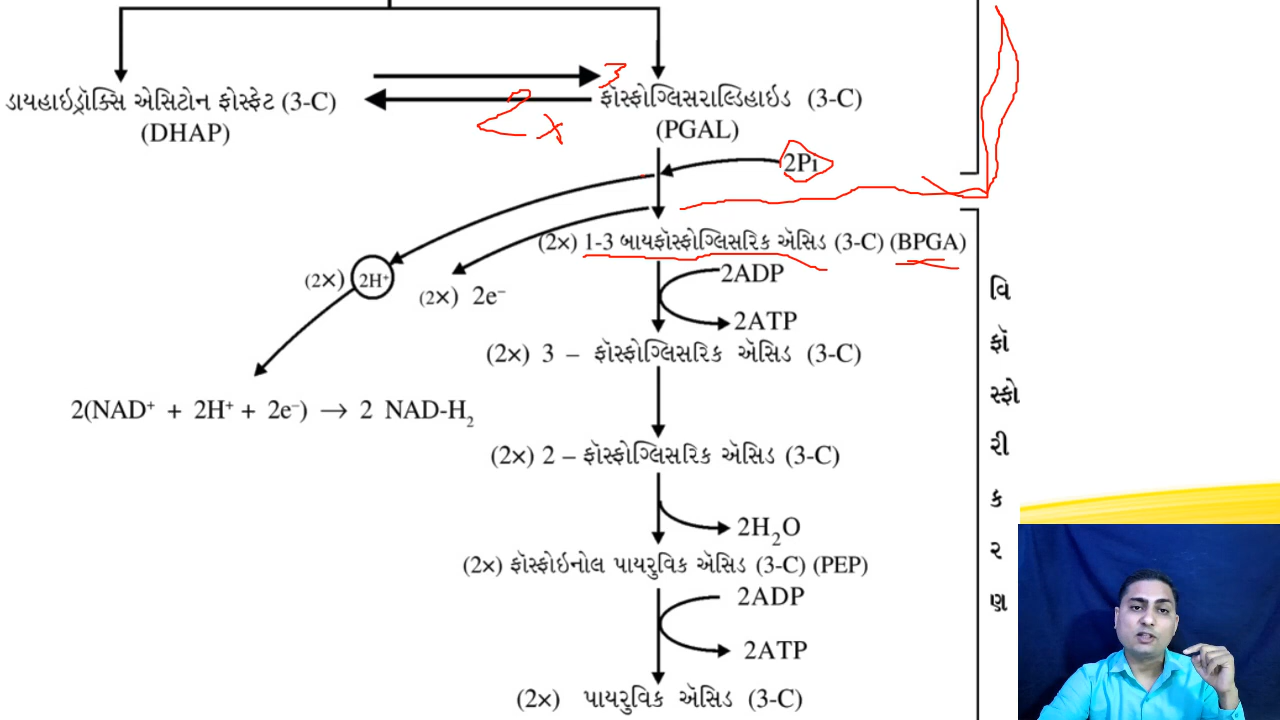 3
ડાયહાઇડ્રૉક્સિ એસિટોન ફોસ્ફેટ (3-C)
(DHAP)
2x
ફૉસ્ફોગ્લિસરાલ્ડિહાઇડ (3-C)
(PGAL)
2Pi
(2×) 1-3 બાયફૉસ્ફોગ્લિસરિક ઍસિડ (3-C) (BPGA)
(2×) 2H⁺
(2×) 2e⁻
2ADP
2ATP
(2×) 3 – ફૉસ્ફોગ્લિસરિક ઍસિડ (3-C)
2(NAD⁺ + 2H⁺ + 2e⁻) → 2 NAD-H₂
(2×) 2 – ફૉસ્ફોગ્લિસરિક ઍસિડ (3-C)
2H₂O
(2×) ફૉસ્ફોઇનોલ પાયરુવિક ઍસિડ (3-C) (PEP)
2ADP
2ATP
(2×) પાયરુવિક ઍસિડ (3-C)
વિ
ફૉ
સ્ફો
રી
ક
ર
ણ